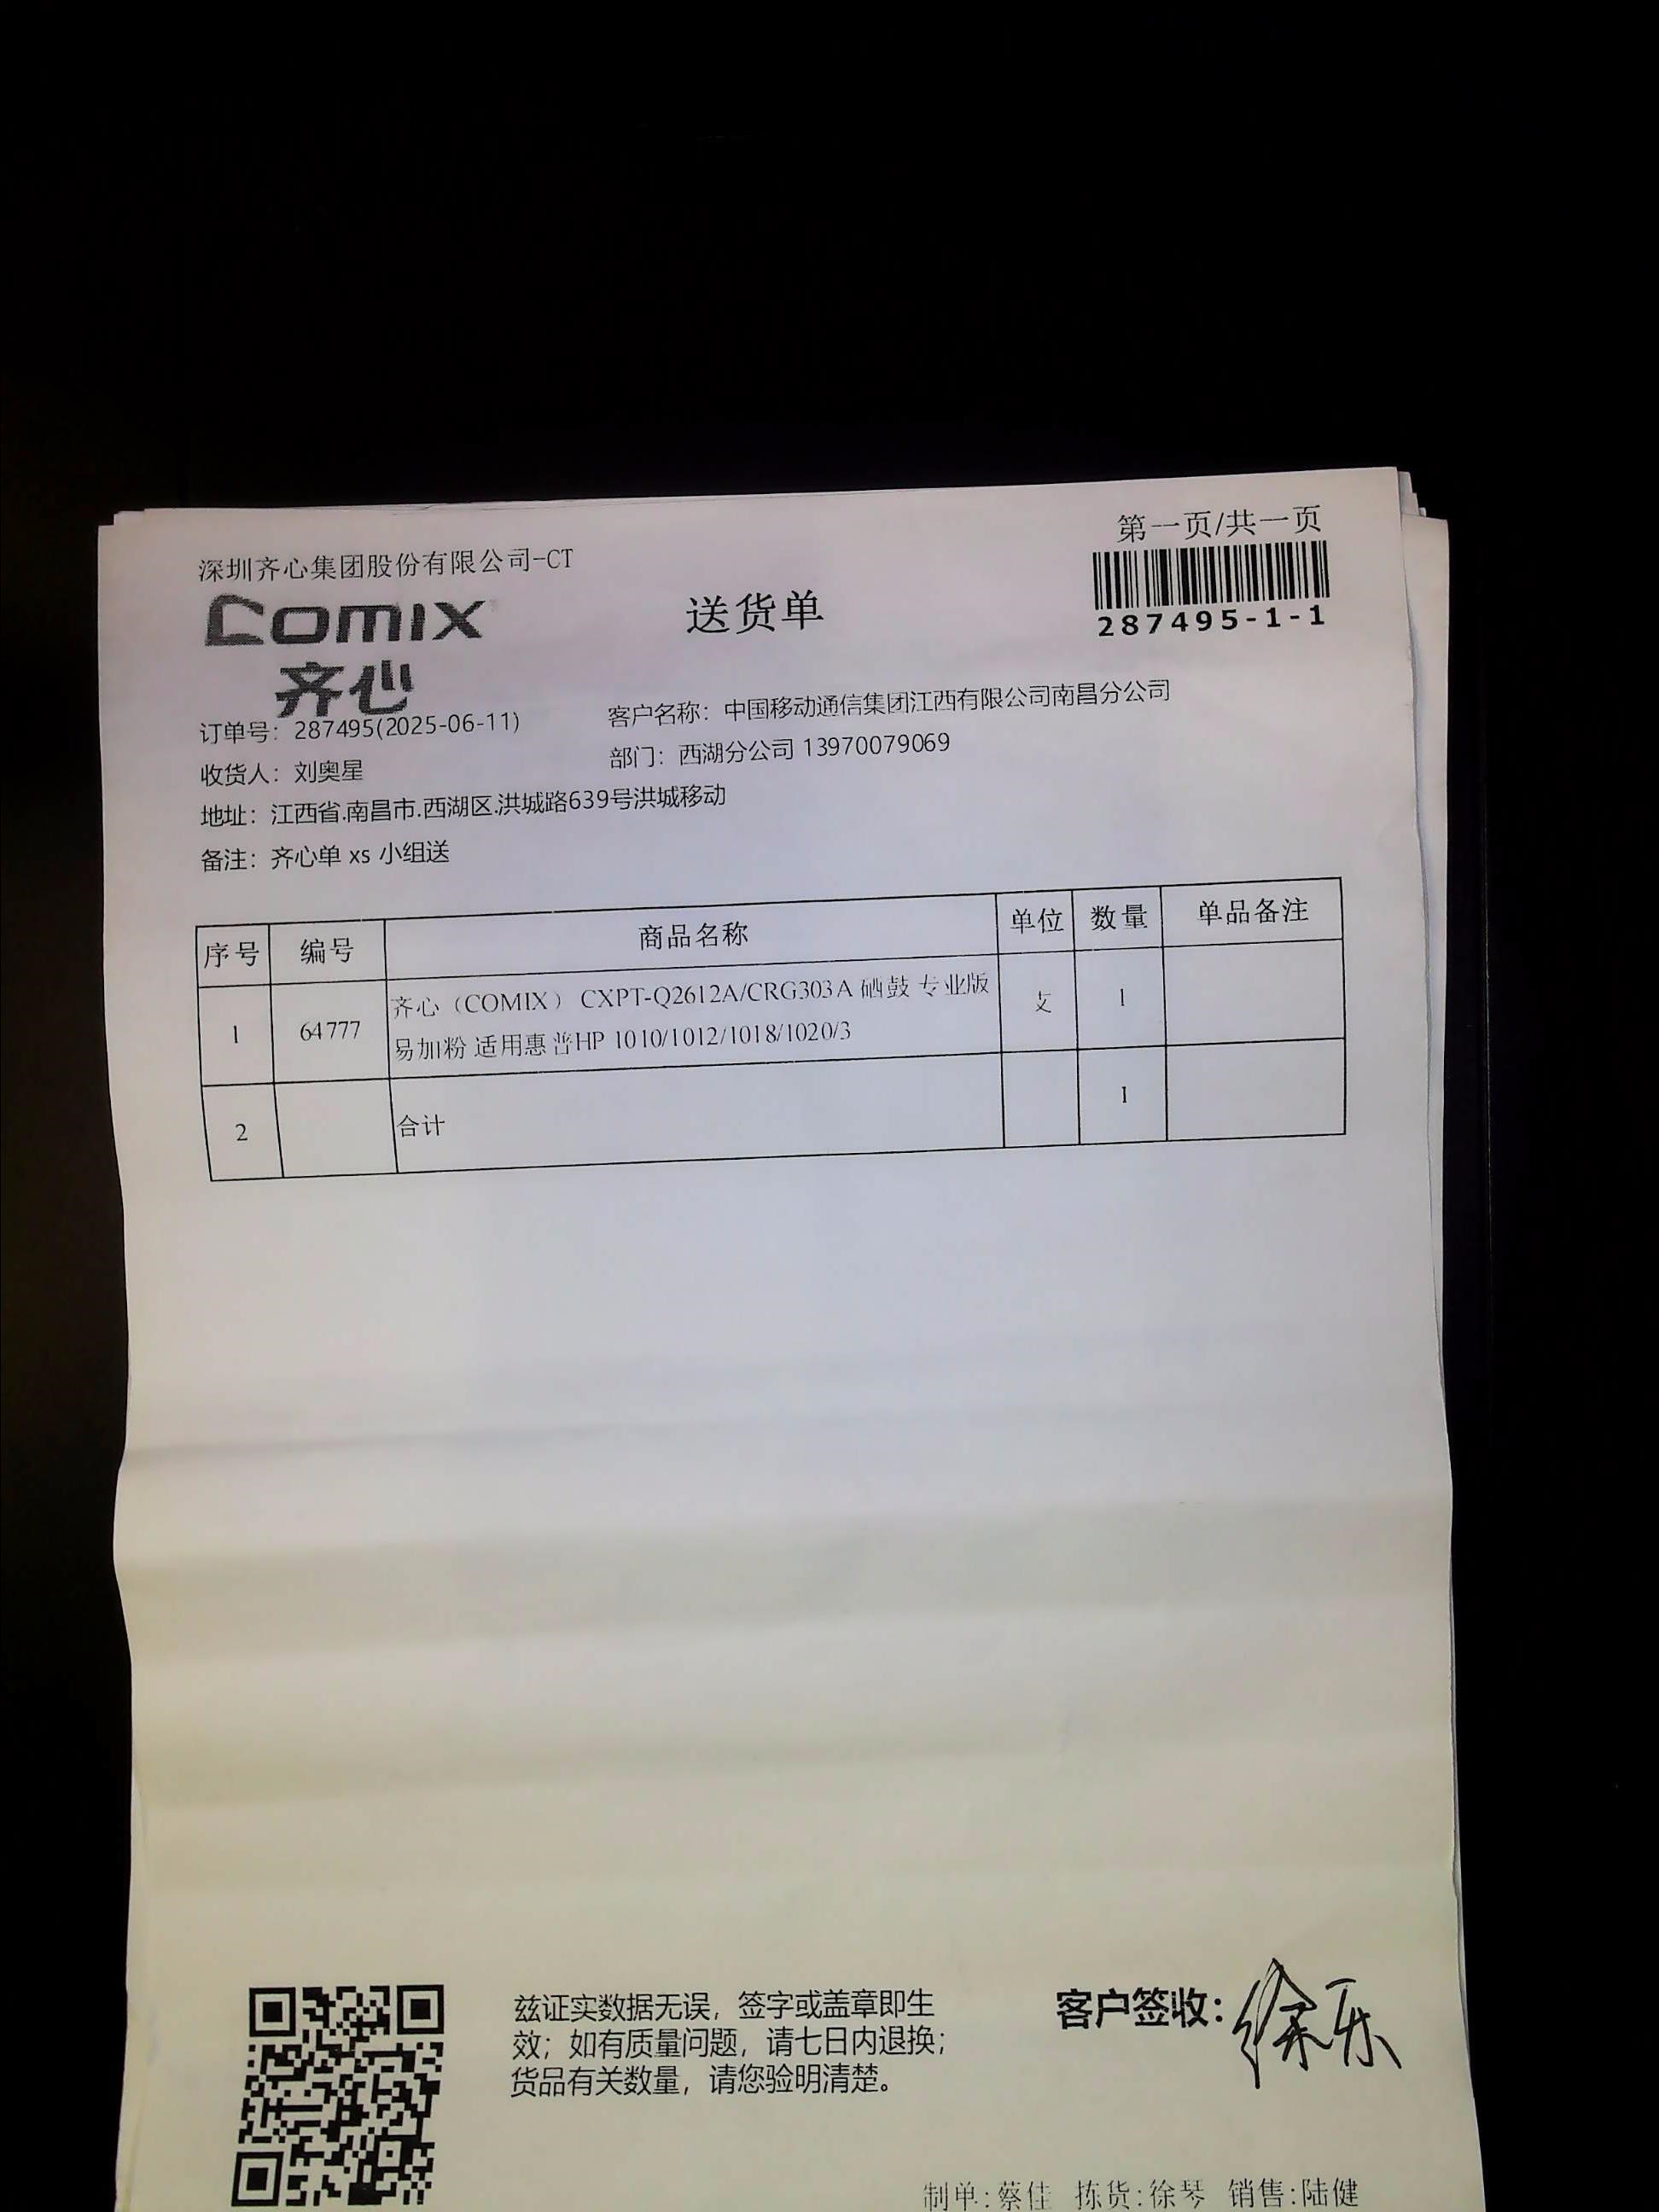 第一页/共一页
深圳齐心集团股份有限公司-CT
comix
齐心
送货单
287495-1-1
订单号：287495(2025-06-11)
客户名称：中国移动通信集团江西有限公司南昌分公司
收货人：刘奥星
部门：西湖分公司 13970079069
地址：江西省.南昌市.西湖区.洪城路639号洪城移动
备注：齐心单 xs 小组送
序号 编号 商品名称 单位 数量 单品备注
1 64777 齐心（COMIX） CXPT-Q2612A/CRG303A 硒鼓 专业版 支 1
易加粉 适用惠普HP 1010/1012/1018/1020/3
2 合计 1
兹证实数据无误，签字或盖章即生
效；如有质量问题，请七日内退换；
货品有关数量，请您验明清楚。
客户签收：徐乐
制单:蔡佳 拣货:徐琴 销售:陆健